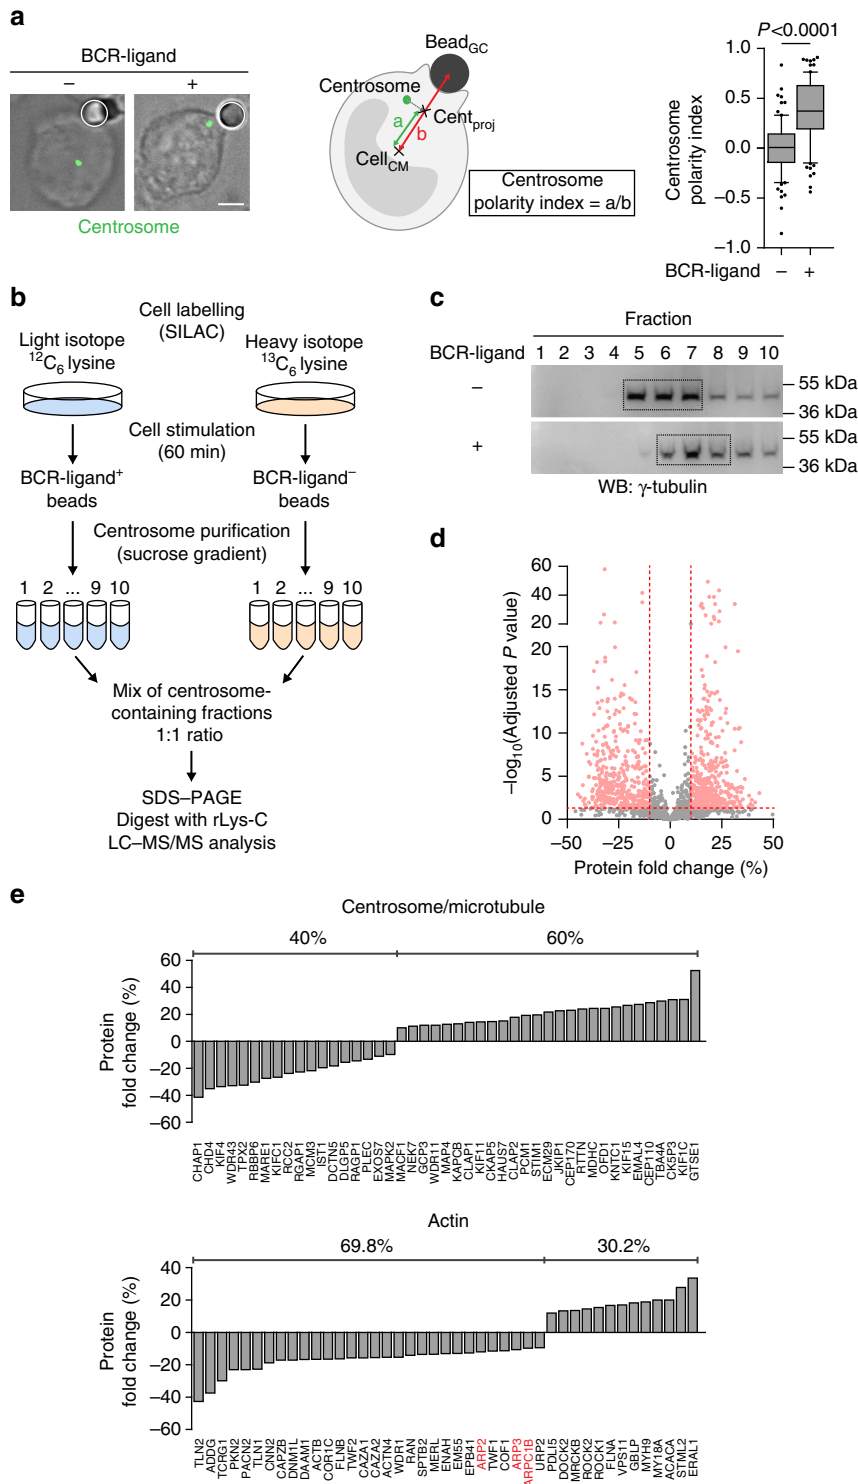 a
BCR-ligand
– +
Centrosome
Bead_GC
Centrosome
Cent_proj
a
b
Cell_CM
Centrosome
polarity index = a/b
P<0.0001
Centrosome
polarity index
1.0
0.5
0.0
–0.5
–1.0
BCR-ligand – +
b
Cell labelling
(SILAC)
Light isotope
¹²C₆ lysine
Heavy isotope
¹³C₆ lysine
Cell stimulation
(60 min)
BCR-ligand⁺
beads
BCR-ligand⁻
beads
Centrosome purification
(sucrose gradient)
1 2 ... 9 10
1 2 ... 9 10
Mix of centrosome-
containing fractions
1:1 ratio
SDS–PAGE
Digest with rLys-C
LC–MS/MS analysis
c
Fraction
BCR-ligand 1 2 3 4 5 6 7 8 9 10
–
55 kDa
36 kDa
+
55 kDa
36 kDa
WB: γ-tubulin
d
–log₁₀(Adjusted P value)
60
40
20
20
15
10
5
0
–50 –25 0 25 50
Protein fold change (%)
e
Centrosome/microtubule
40% 60%
Protein
fold change (%)
60
40
20
0
–20
–40
–60
CHAP1
CHD4
KIF4
WDR43
TPX2
RBBP6
MARE1
KIFC1
RCC2
RGAP1
MCM3
IST1
DCTN5
DLGP5
RAGP1
PLEC
EXOS7
MAPK2
MACF1
NEK7
GCP3
WDR11
MAP4
KAPCB
CLAP1
KIF11
CKAP5
HAUS7
CLAP2
PCM1
STIM1
ECM29
JKIP1
CEP170
RTTN
MDHC
OFD1
KNTC1
KIF15
EMAL4
CEP110
TBA4A
CK5P3
KIF1C
GTSE1
Actin
69.8% 30.2%
Protein
fold change (%)
40
20
0
–20
–40
–60
TLN2
ADDG
TCRG1
PKN2
PACN2
TLN1
CNN2
CAPZB
DNM1L
DAAM1
ACTB
COR1C
FLNB
TWF2
CAZA1
CAZA2
ACTN4
WDR1
RAN
SPTB2
MERL
ENAH
EM55
EPB41
ARP2
TWF1
COF1
ARP3
ARPC1B
URP2
PDLI5
DOCK2
MRCKB
ROCK2
ROCK1
FLNA
VPS11
GBLP
MYH9
MY18A
ACACA
STML2
ERAL1